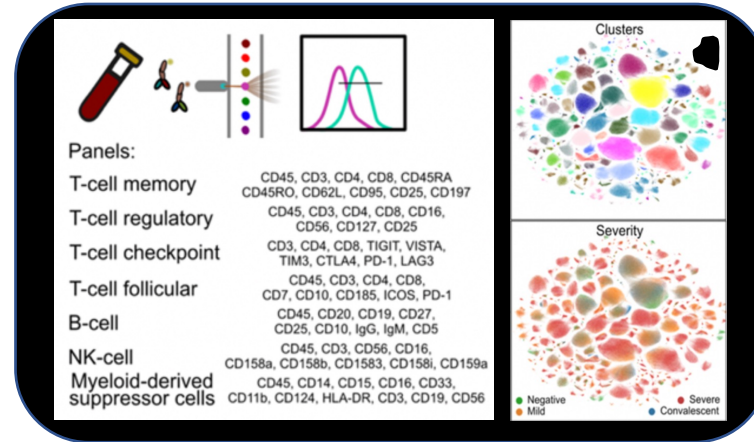 Panels:
T-cell memory
CD45, CD3, CD4, CD8, CD45RA
CD45RO, CD62L, CD95, CD25, CD197
T-cell regulatory
CD45, CD3, CD4, CD8, CD16,
CD56, CD127, CD25
T-cell checkpoint
CD3, CD4, CD8, TIGIT, VISTA,
TIM3, CTLA4, PD-1, LAG3
T-cell follicular
CD45, CD3, CD4, CD8,
CD7, CD10, CD185, ICOS, PD-1
B-cell
CD45, CD20, CD19, CD27,
CD25, CD10, IgG, IgM, CD5
NK-cell
CD45, CD3, CD56, CD16,
CD158a, CD158b, CD1583, CD158i, CD159a
Myeloid-derived
suppressor cells
CD45, CD14, CD15, CD16, CD33,
CD11b, CD124, HLA-DR, CD3, CD19, CD56
Clusters
Severity
Negative
Mild
Severe
Convalescent